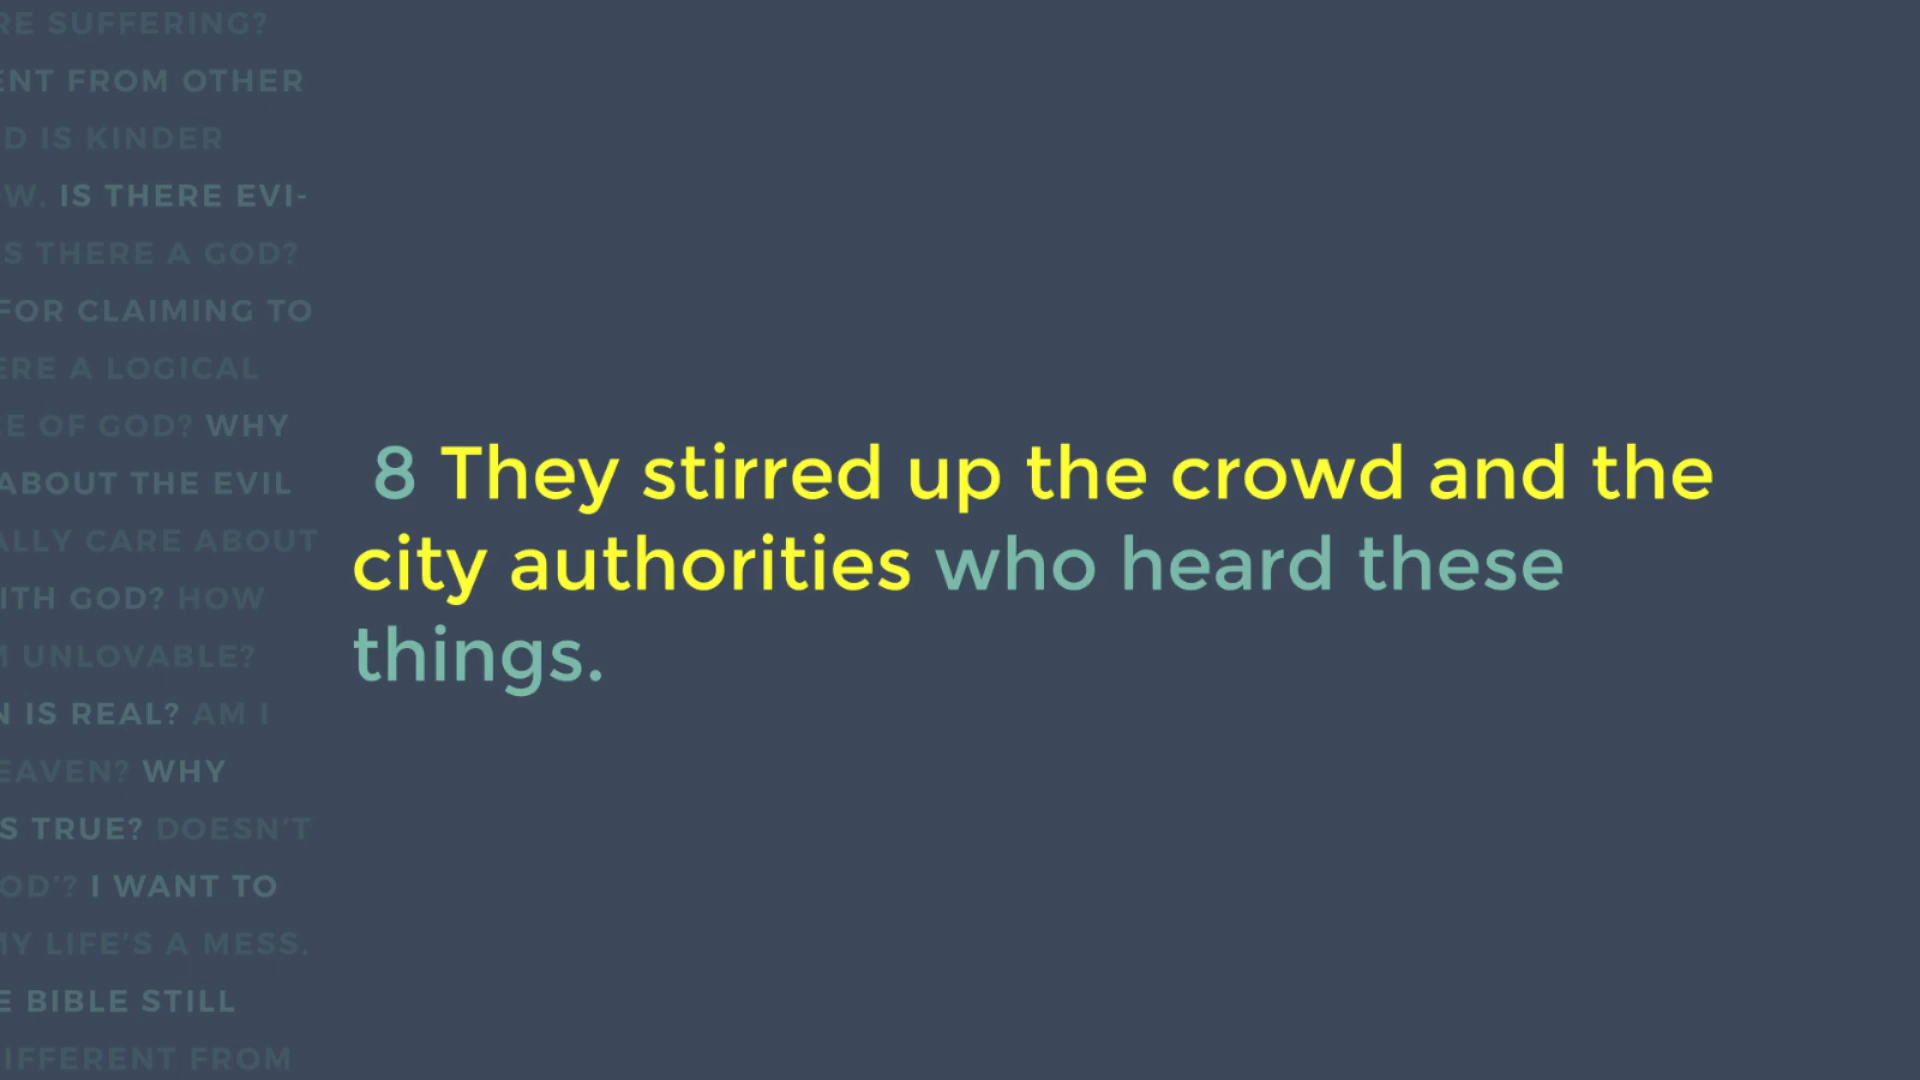 RE SUFFERING?
ENT FROM OTHER
D IS KINDER
OW. IS THERE EVI-
S THERE A GOD?
FOR CLAIMING TO
ERE A LOGICAL
CE OF GOD? WHY
ABOUT THE EVIL
ALLY CARE ABOUT
ITH GOD? HOW
M UNLOVABLE?
N IS REAL? AM I
EAVEN? WHY
S TRUE? DOESN'T
OD'? I WANT TO
MY LIFE'S A MESS.
E BIBLE STILL
IFFERENT FROM
8 They stirred up the crowd and the
city authorities who heard these
things.